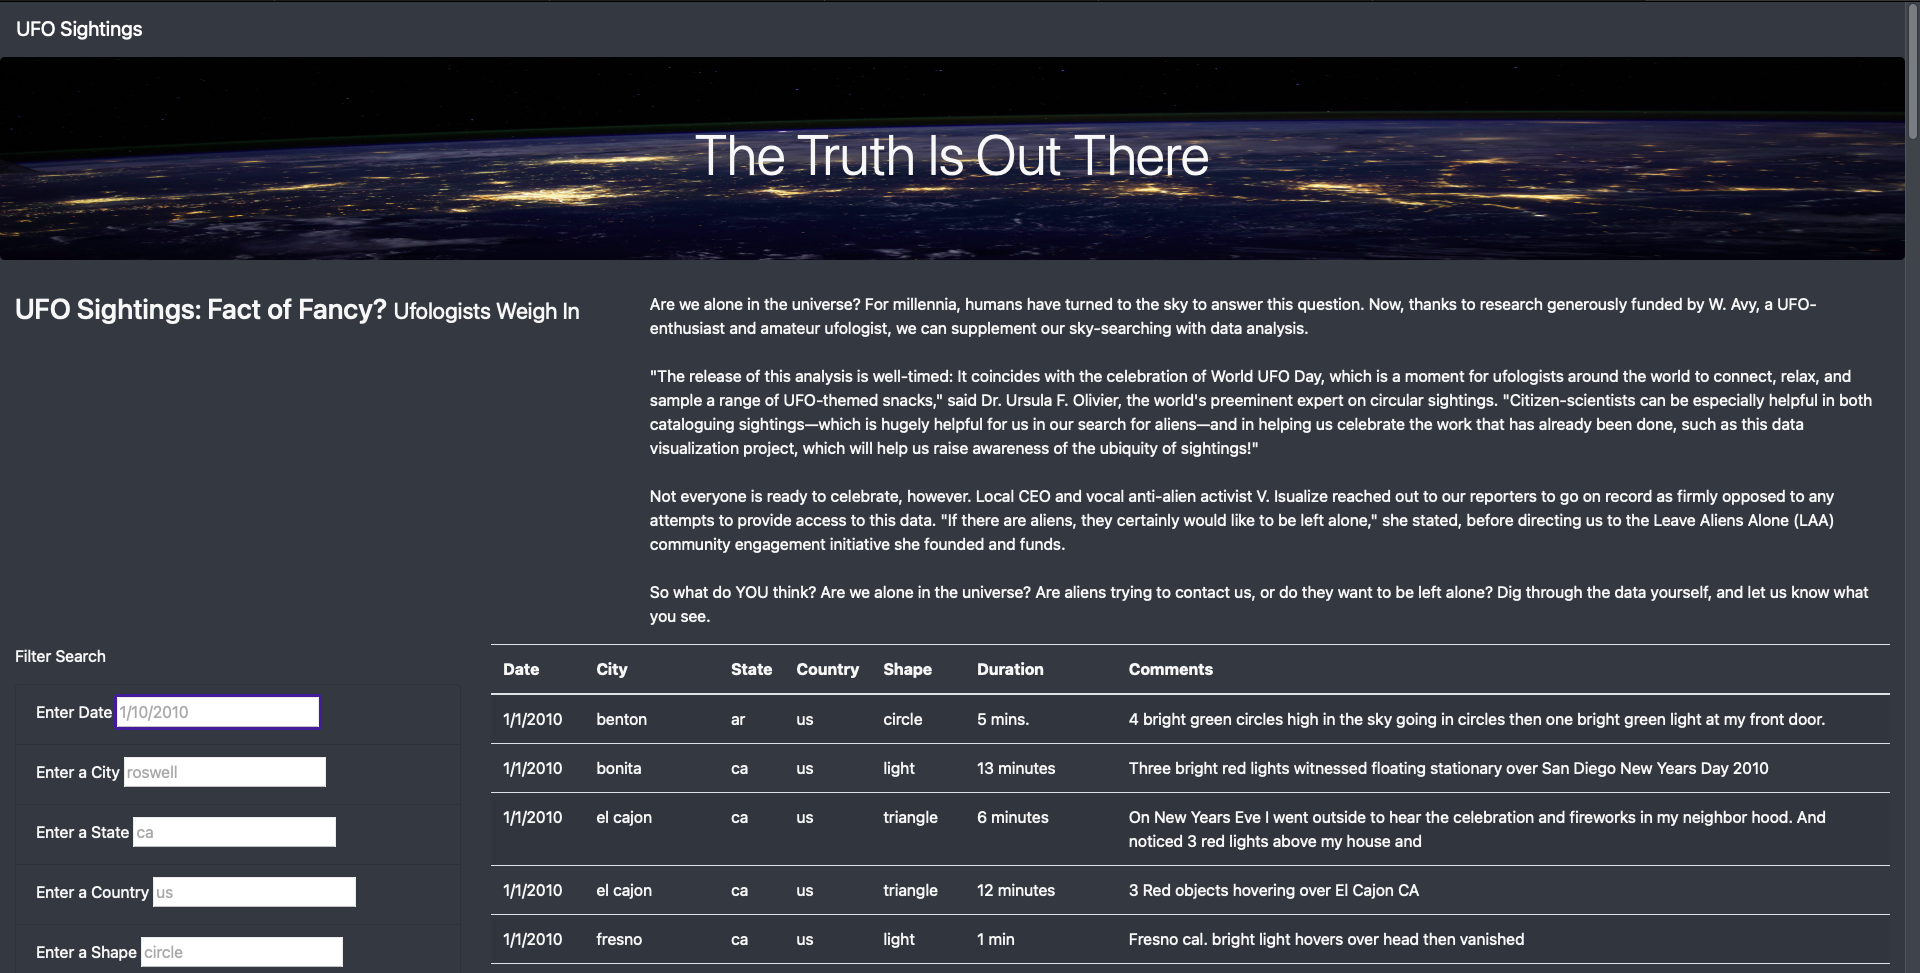 UFO Sightings
The Truth Is Out There
UFO Sightings: Fact of Fancy? Ufologists Weigh In
Are we alone in the universe? For millennia, humans have turned to the sky to answer this question. Now, thanks to research generously funded by W. Avy, a UFO-
enthusiast and amateur ufologist, we can supplement our sky-searching with data analysis.
"The release of this analysis is well-timed: It coincides with the celebration of World UFO Day, which is a moment for ufologists around the world to connect, relax, and
sample a range of UFO-themed snacks," said Dr. Ursula F. Olivier, the world's preeminent expert on circular sightings. "Citizen-scientists can be especially helpful in both
cataloguing sightings—which is hugely helpful for us in our search for aliens—and in helping us celebrate the work that has already been done, such as this data
visualization project, which will help us raise awareness of the ubiquity of sightings!"
Not everyone is ready to celebrate, however. Local CEO and vocal anti-alien activist V. Isualize reached out to our reporters to go on record as firmly opposed to any
attempts to provide access to this data. "If there are aliens, they certainly would like to be left alone," she stated, before directing us to the Leave Aliens Alone (LAA)
community engagement initiative she founded and funds.
So what do YOU think? Are we alone in the universe? Are aliens trying to contact us, or do they want to be left alone? Dig through the data yourself, and let us know what
you see.
Filter Search
Enter Date 1/10/2010
Enter a City roswell
Enter a State ca
Enter a Country us
Enter a Shape circle
Date City State Country Shape Duration Comments
1/1/2010 benton ar us circle 5 mins. 4 bright green circles high in the sky going in circles then one bright green light at my front door.
1/1/2010 bonita ca us light 13 minutes Three bright red lights witnessed floating stationary over San Diego New Years Day 2010
1/1/2010 el cajon ca us triangle 6 minutes On New Years Eve I went outside to hear the celebration and fireworks in my neighbor hood. And
noticed 3 red lights above my house and
1/1/2010 el cajon ca us triangle 12 minutes 3 Red objects hovering over El Cajon CA
1/1/2010 fresno ca us light 1 min Fresno cal. bright light hovers over head then vanished